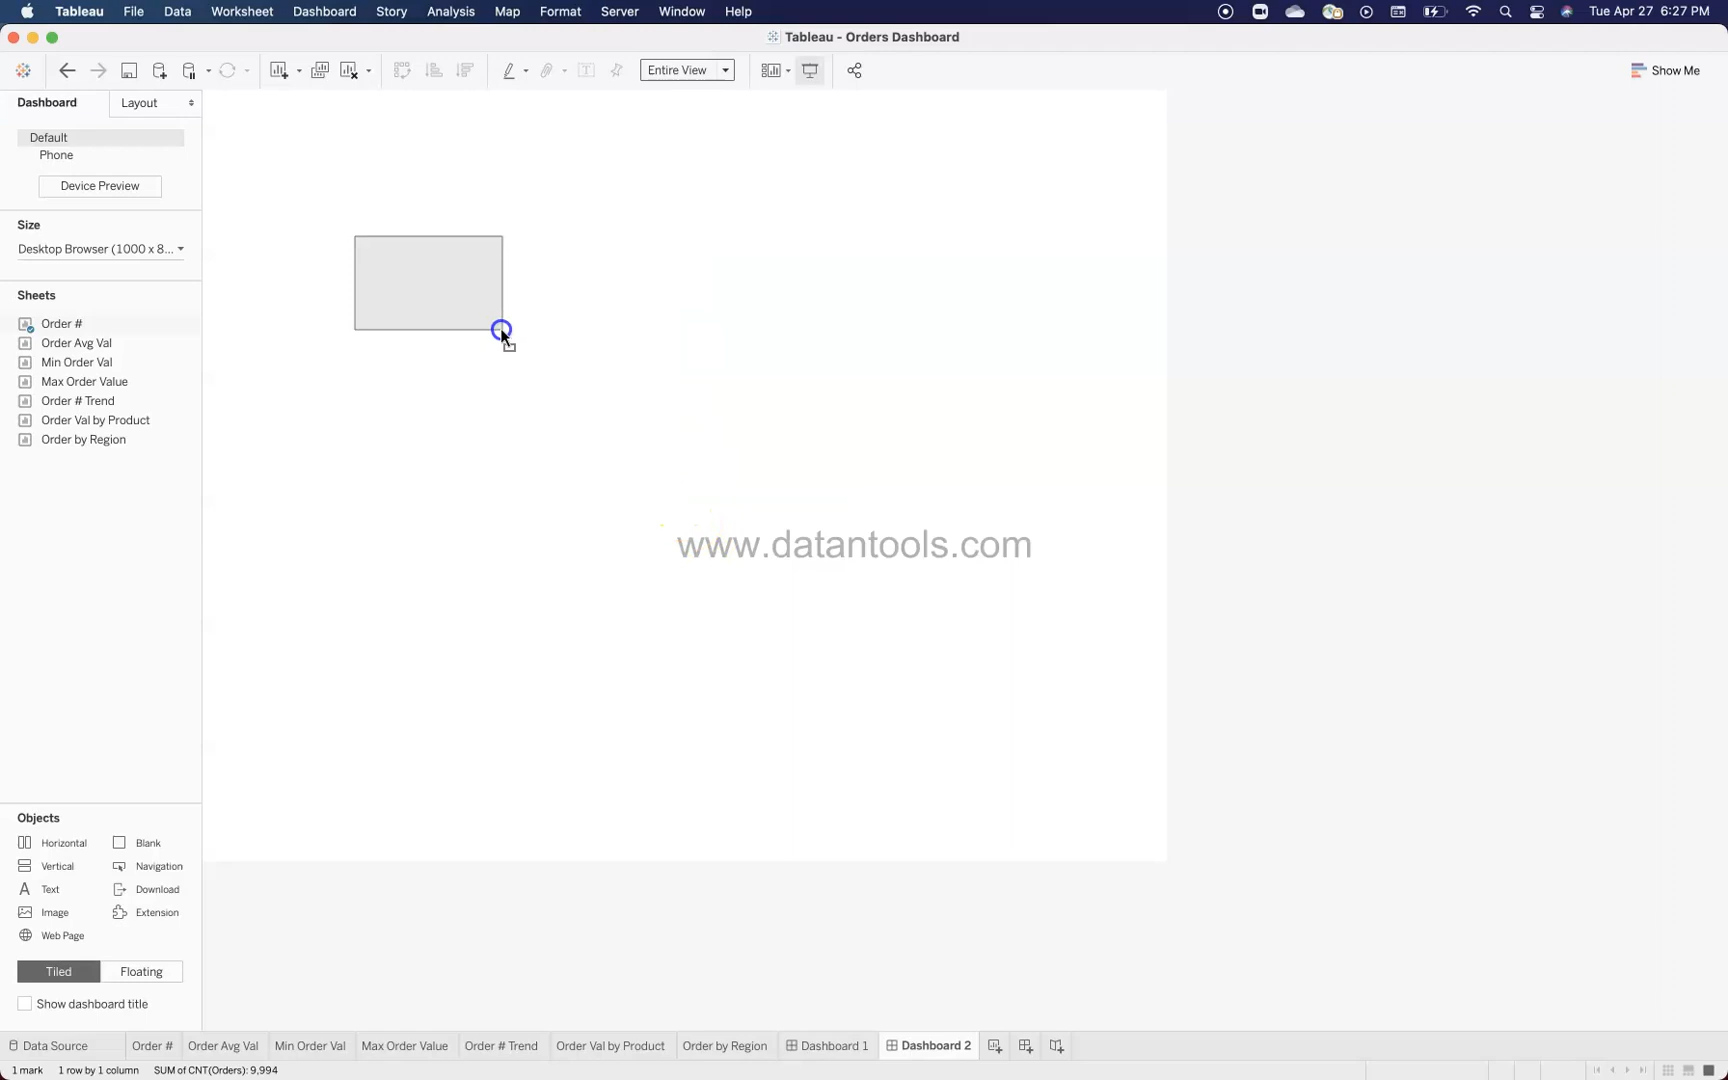 Tableau File Data Worksheet Dashboard Story Analysis Map Format Server Window Help Tue Apr 27 6:27 PM
Tableau - Orders Dashboard
Entire View Show Me
Dashboard Layout
Default
Phone
Device Preview
Size
Desktop Browser (1000 x 8...
Sheets
Order #
Order Avg Val
Min Order Val
Max Order Value
Order # Trend
Order Val by Product
Order by Region
www.datantools.com
Objects
Horizontal Blank
Vertical Navigation
Text Download
Image Extension
Web Page
Tiled Floating
Show dashboard title
Data Source Order # Order Avg Val Min Order Val Max Order Value Order # Trend Order Val by Product Order by Region Dashboard 1 Dashboard 2
1 mark 1 row by 1 column SUM of CNT(Orders): 9,994